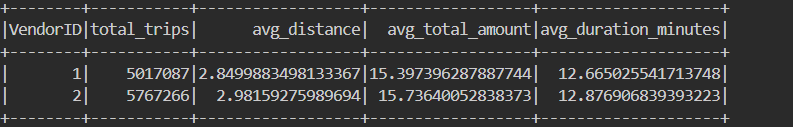 +--------+-----------+------------------+------------------+--------------------+
|VendorID|total_trips|      avg_distance|  avg_total_amount|avg_duration_minutes|
+--------+-----------+------------------+------------------+--------------------+
|       1|    5017087|2.8499883498133367|15.397396287887744|  12.665025541713748|
|       2|    5767266|  2.98159275989694| 15.73640052838373|  12.876906839393223|
+--------+-----------+------------------+------------------+--------------------+